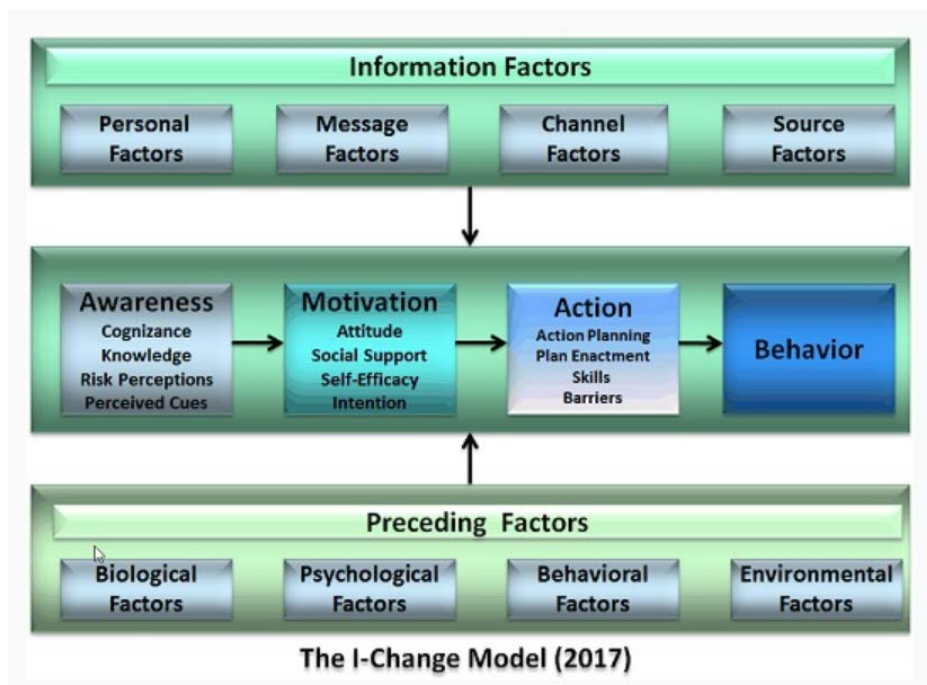 Information Factors
Personal
Factors
Message
Factors
Channel
Factors
Source
Factors
Awareness
Cognizance
Knowledge
Risk Perceptions
Perceived Cues
Motivation
Attitude
Social Support
Self-Efficacy
Intention
Action
Action Planning
Plan Enactment
Skills
Barriers
Behavior
Preceding Factors
Biological
Factors
Psychological
Factors
Behavioral
Factors
Environmental
Factors
The I-Change Model (2017)